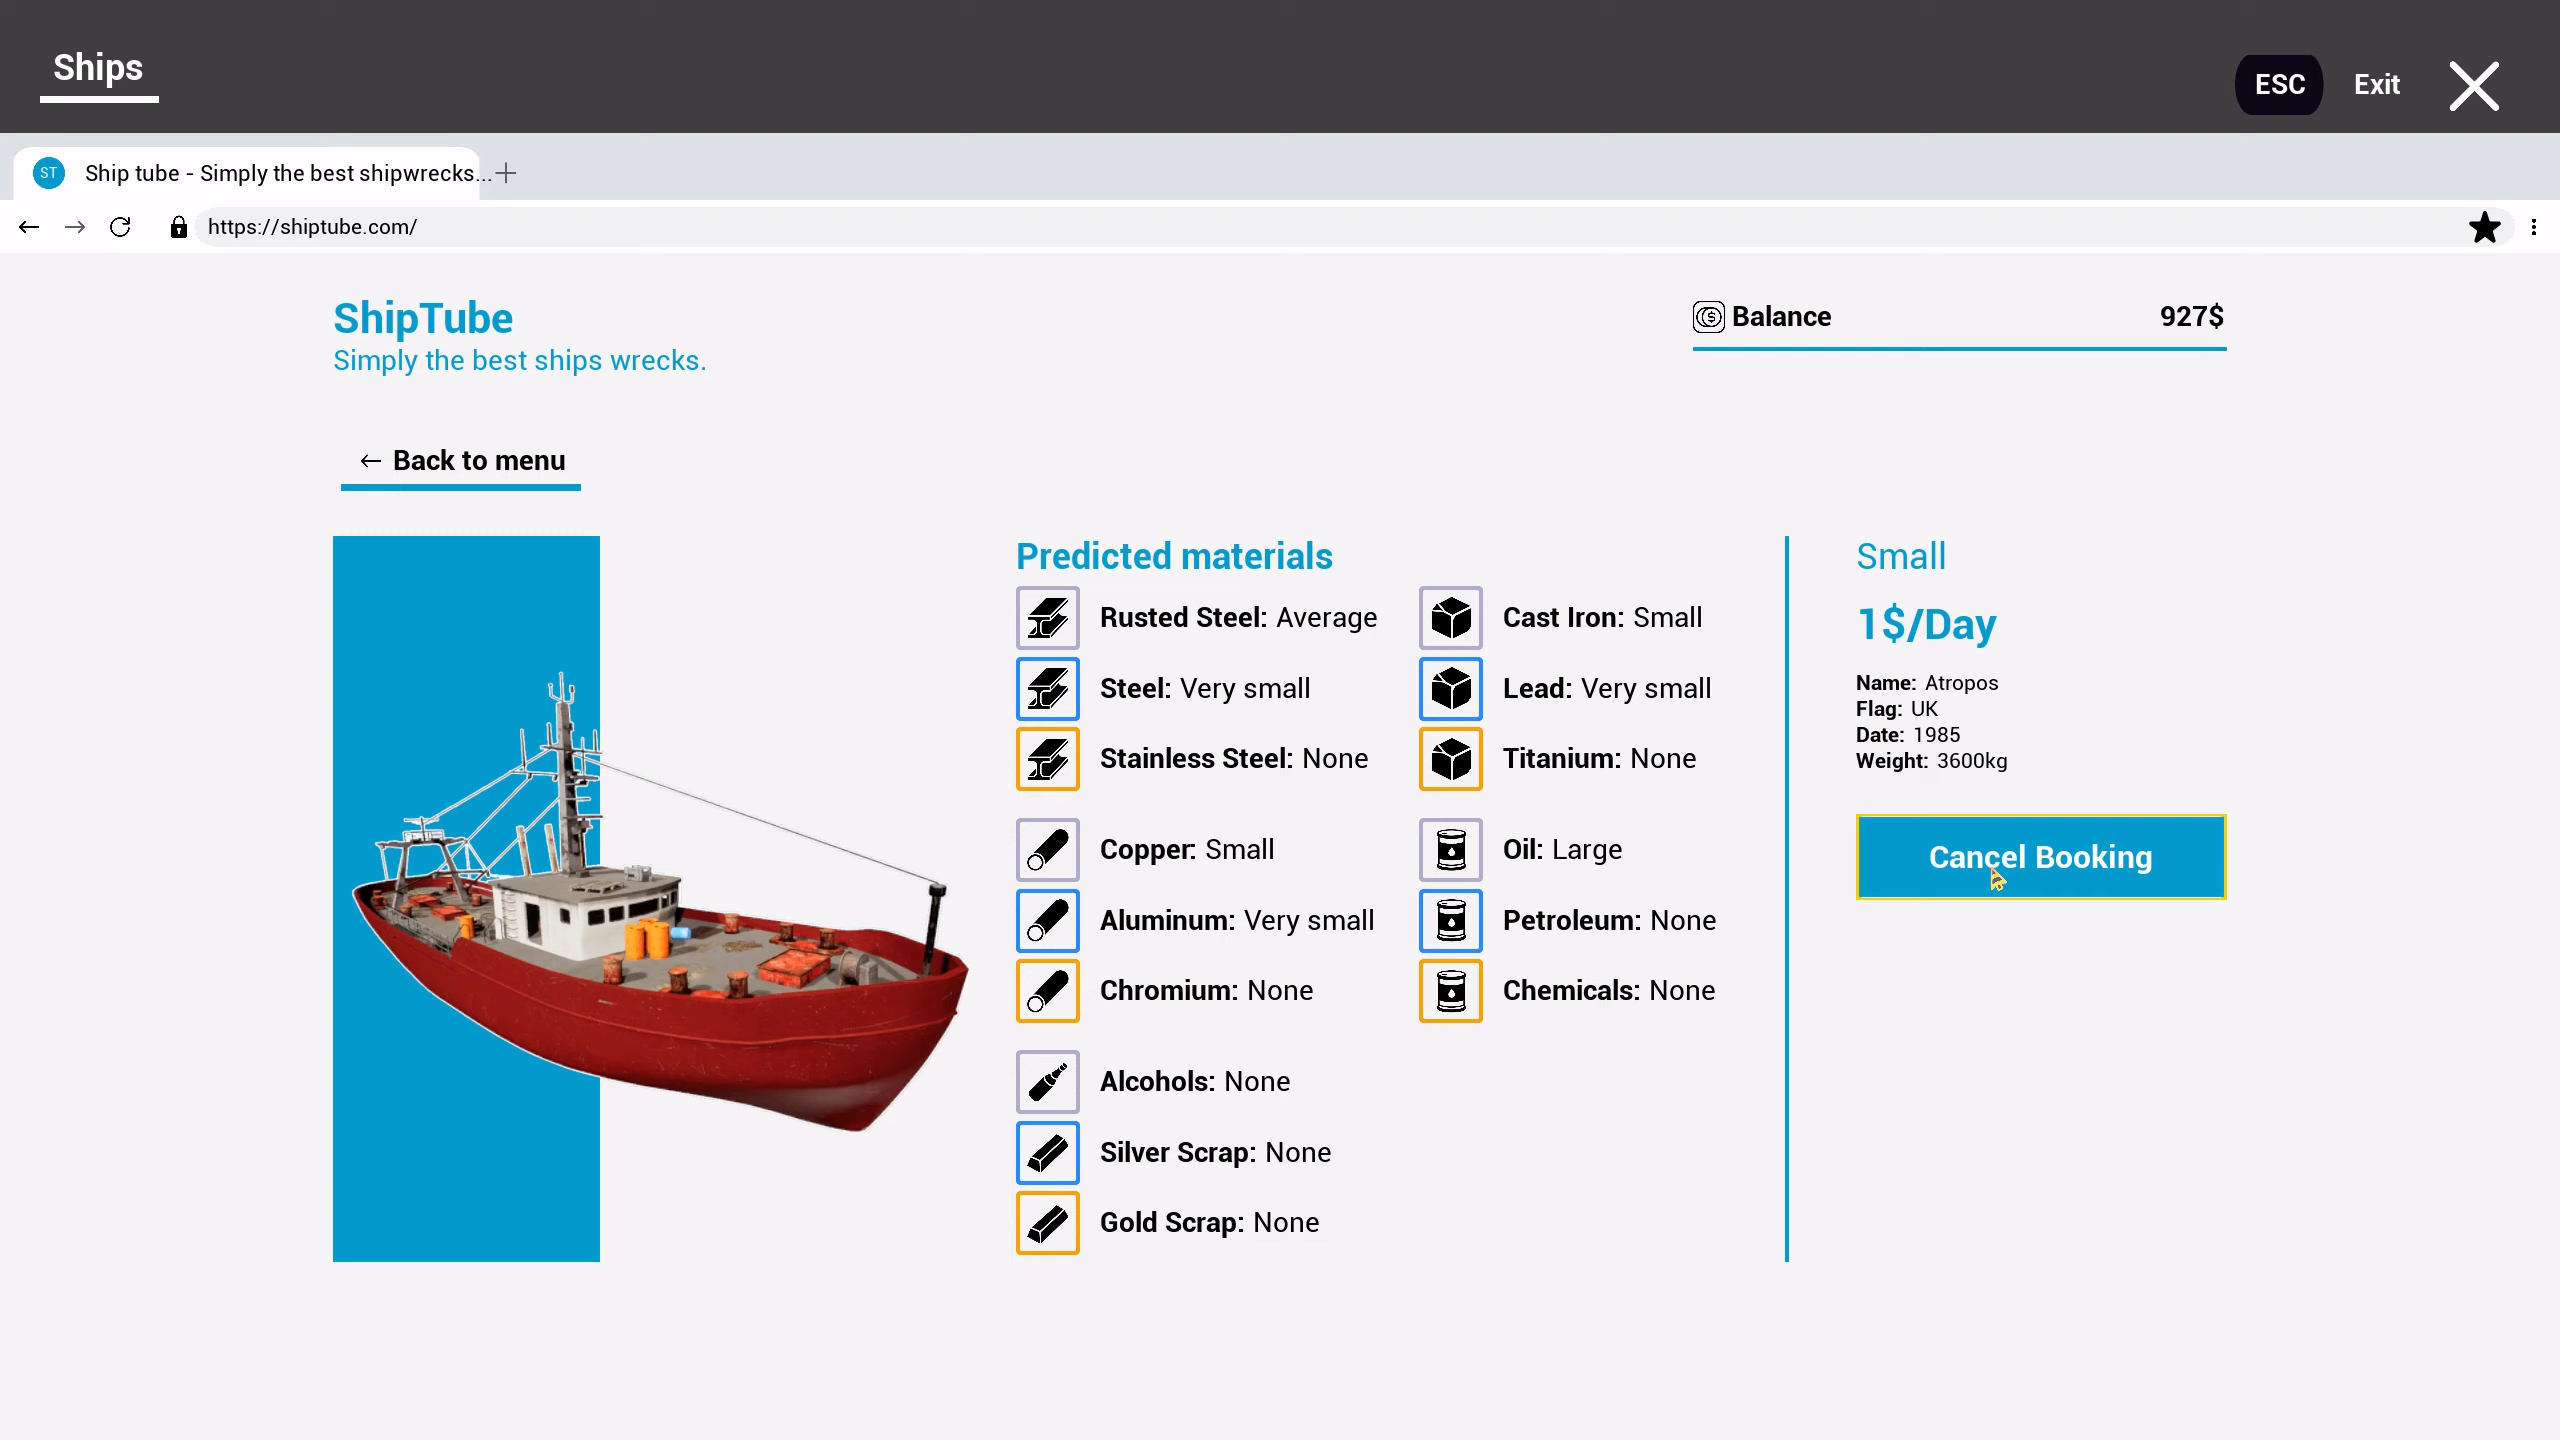 Ships
ESC Exit
ST Ship tube - Simply the best shipwrecks...
https://shiptube.com/
ShipTube
Simply the best ships wrecks.
Balance 927$
Back to menu
Predicted materials
Rusted Steel: Average
Steel: Very small
Stainless Steel: None
Copper: Small
Aluminum: Very small
Chromium: None
Alcohols: None
Silver Scrap: None
Gold Scrap: None
Cast Iron: Small
Lead: Very small
Titanium: None
Oil: Large
Petroleum: None
Chemicals: None
Small
1$/Day
Name: Atropos
Flag: UK
Date: 1985
Weight: 3600kg
Cancel Booking